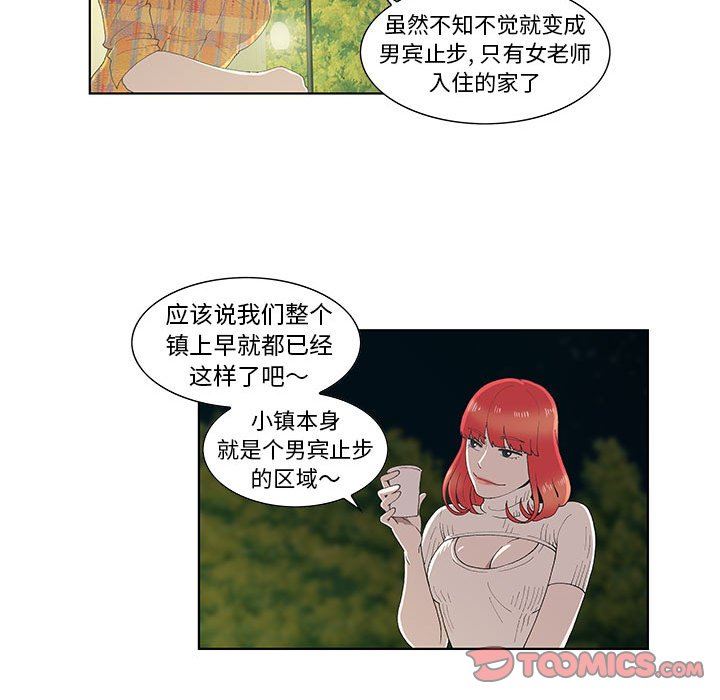 虽然不知不觉就变成
男宾止步, 只有女老师
入住的家了
应该说我们整个
镇上早就都已经
这样了吧～
小镇本身
就是个男宾止步
的区域～
TOOMICS.COM